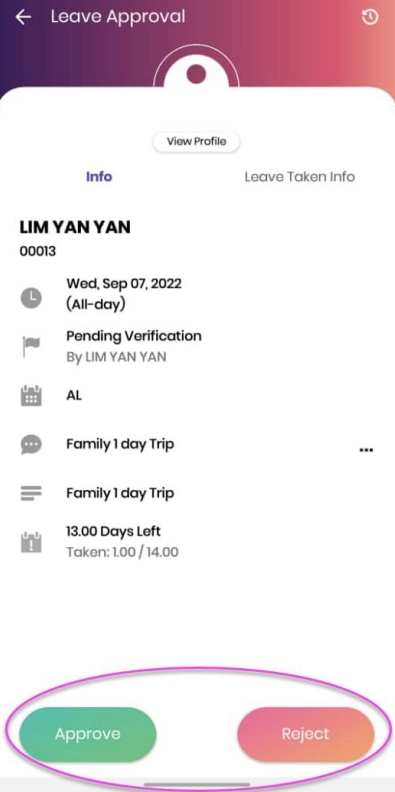 Leave Approval
View Profile
Info
Leave Taken Info
LIM YAN YAN
00013
Wed, Sep 07, 2022
(All-day)
Pending Verification
By LIM YAN YAN
AL
Family 1 day Trip
Family 1 day Trip
13.00 Days Left
Taken: 1.00 / 14.00
Approve
Reject